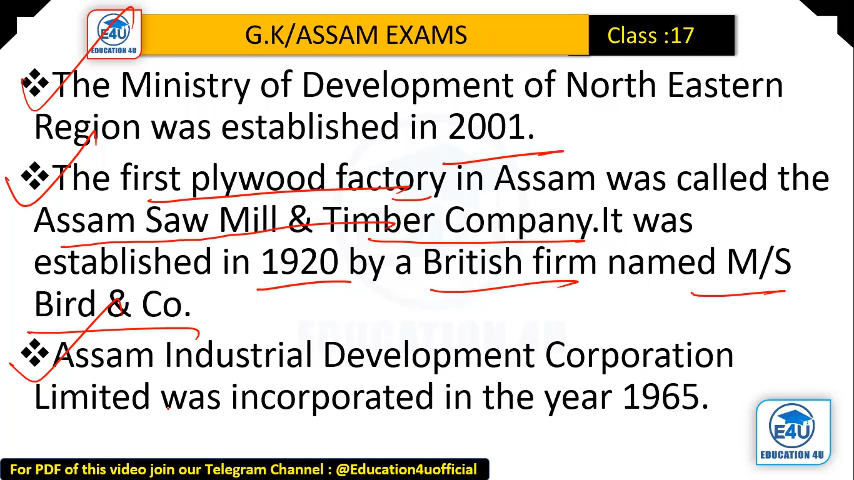 E4U
EDUCATION 4U
G.K/ASSAM EXAMS
Class :17
❖The Ministry of Development of North Eastern
Region was established in 2001.
❖The first plywood factory in Assam was called the
Assam Saw Mill & Timber Company.It was
established in 1920 by a British firm named M/S
Bird & Co.
❖Assam Industrial Development Corporation
Limited was incorporated in the year 1965.
EDUCATION 4U
E4U
EDUCATION 4U
For PDF of this video join our Telegram Channel : @Education4uofficial